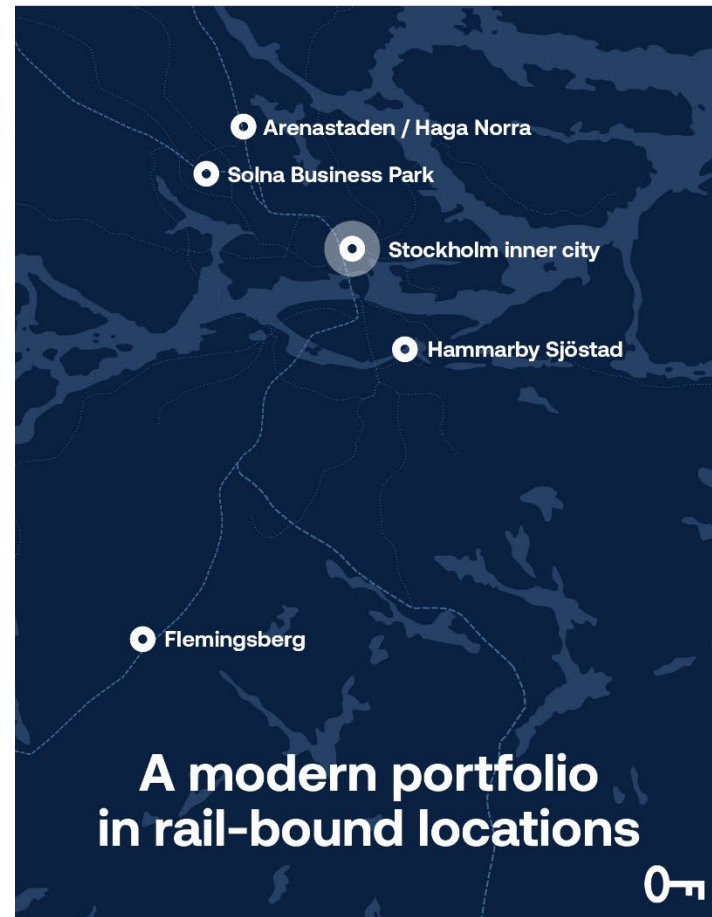 Arenastaden / Haga Norra
Solna Business Park
Stockholm inner city
Hammarby Sjöstad
Flemingsberg
A modern portfolio
in rail-bound locations